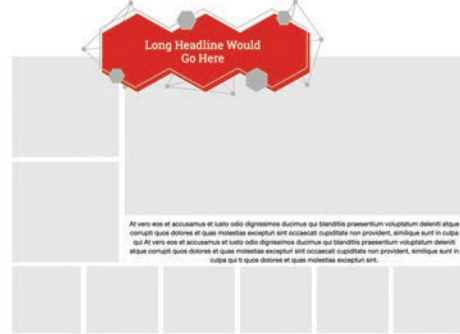 Long Headline Would
Go Here
At vero eos et accusamus et iusto odio dignissimos ducimus qui blanditiis praesentium voluptatum deleniti atque
corrupti quos dolores et quas molestias excepturi sint occaecati cupiditate non provident, similique sunt in culpa
qui At vero eos et accusamus et iusto odio dignissimos ducimus qui blanditiis praesentium voluptatum deleniti
atque corrupti quos dolores et quas molestias excepturi sint occaecati cupiditate non provident, similique sunt in
culpa qui ti quos dolores et quas molestias excepturi sint.